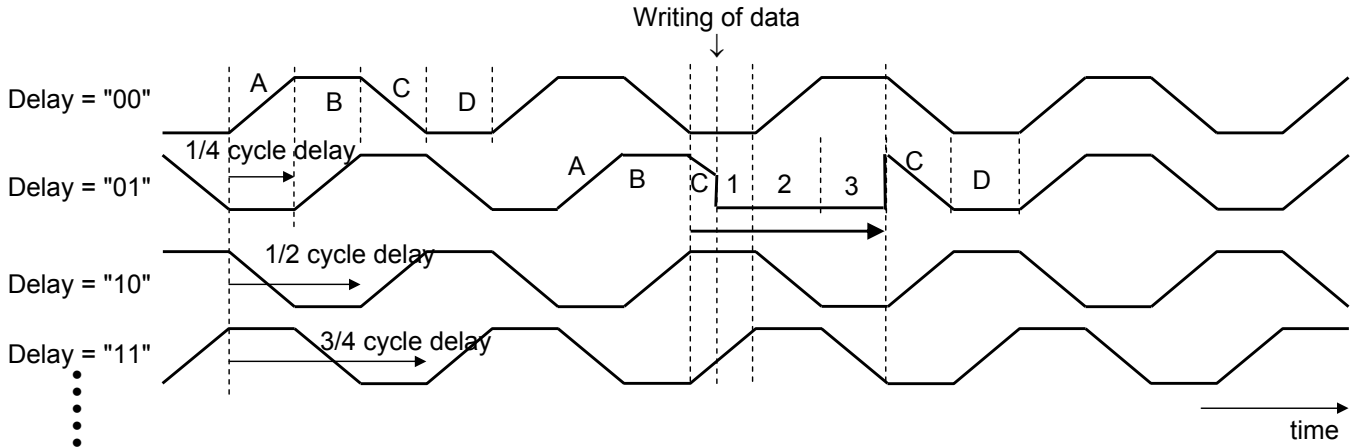 Writing of data
↓
Delay = "00"
A
B
C
D
1/4 cycle delay
Delay = "01"
A
B
C
1
2
3
C
D
1/2 cycle delay
Delay = "10"
3/4 cycle delay
Delay = "11"
time